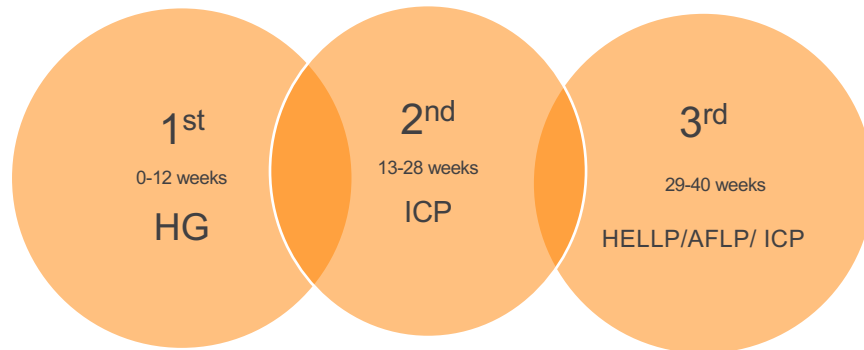 1st
0-12 weeks
HG
2nd
13-28 weeks
ICP
3rd
29-40 weeks
HELLP/AFLP/ ICP